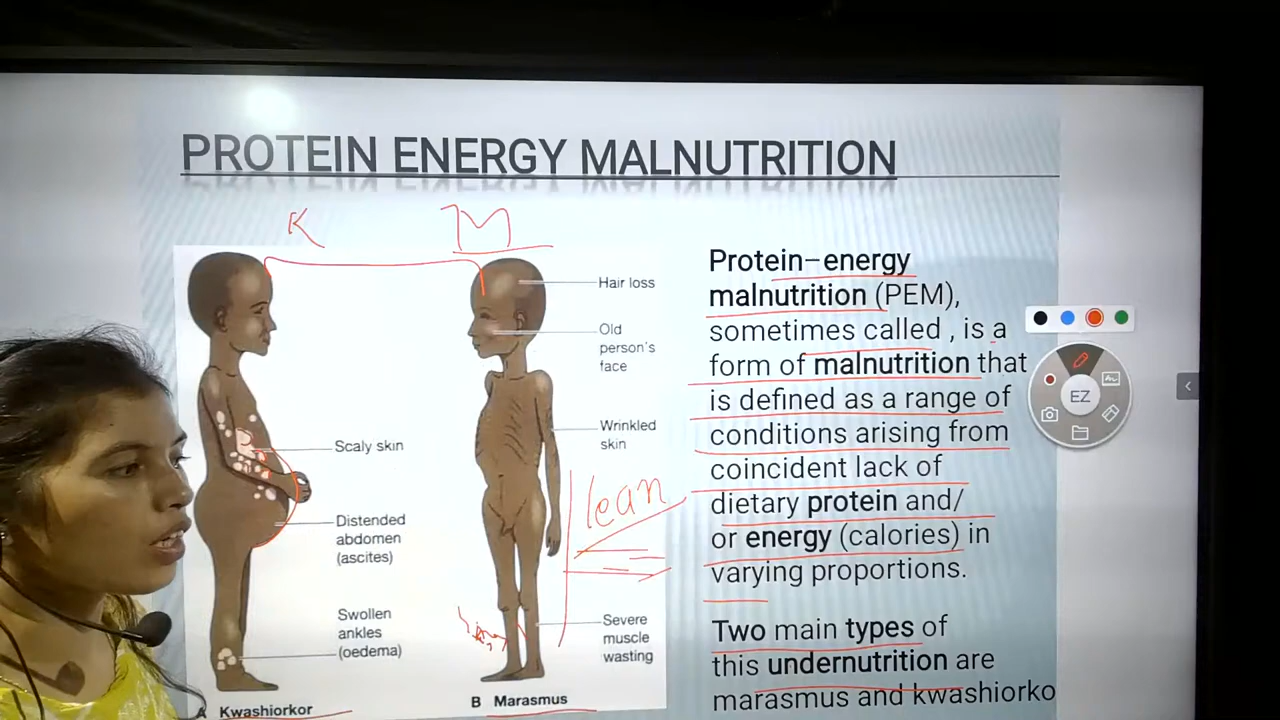 PROTEIN ENERGY MALNUTRITION
K
M
Hair loss
Old
person's
face
Wrinkled
skin
lean
Severe
muscle
wasting
Scaly skin
Distended
abdomen
(ascites)
Swollen
ankles
(oedema)
A Kwashiorkor
B Marasmus
Protein-energy
malnutrition (PEM),
sometimes called , is a
form of malnutrition that
is defined as a range of
conditions arising from
coincident lack of
dietary protein and/
or energy (calories) in
varying proportions.
Two main types of
this undernutrition are
marasmus and kwashiorko
EZ